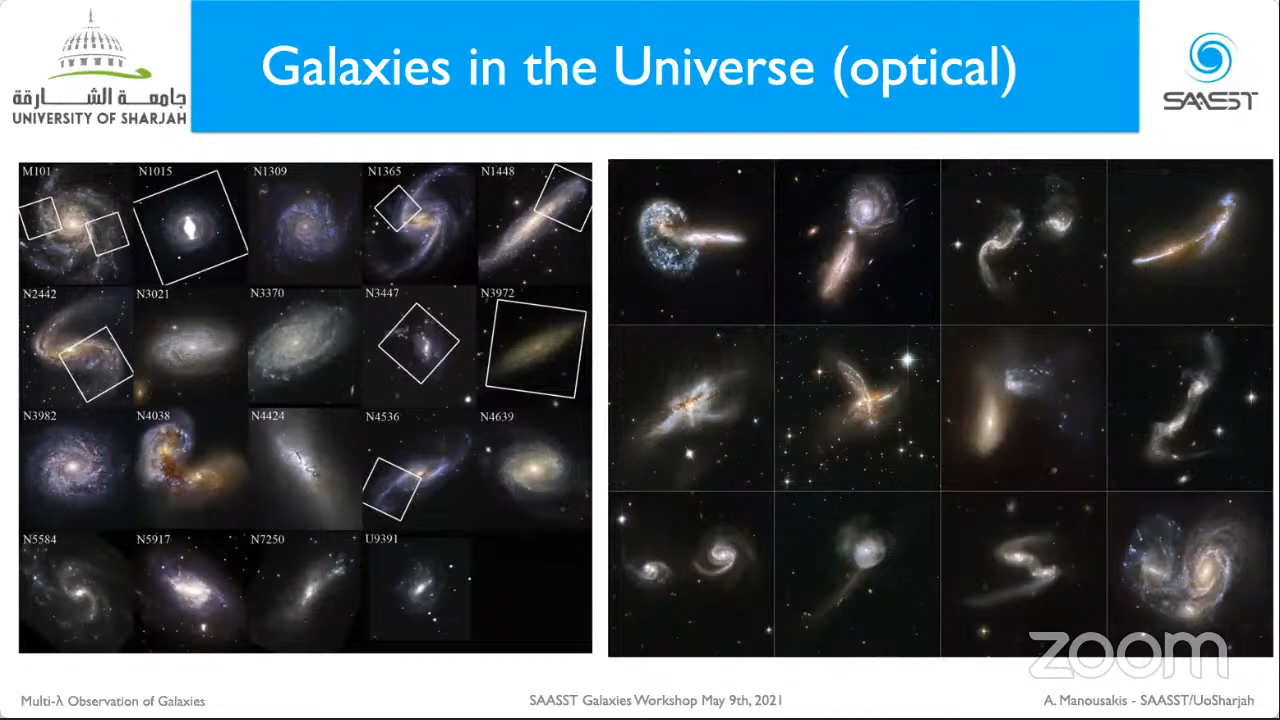 جامعة الشارقة
UNIVERSITY OF SHARJAH
Galaxies in the Universe (optical)
SAASST
M101 N1015 N1309 N1365 N1448
N2442 N3021 N3370 N3447 N3972
N3982 N4038 N4424 N4536 N4639
N5584 N5917 N7250 U9391
zoom
Multi-λ Observation of Galaxies
SAASST Galaxies Workshop May 9th, 2021
A. Manousakis - SAASST/UoSharjah